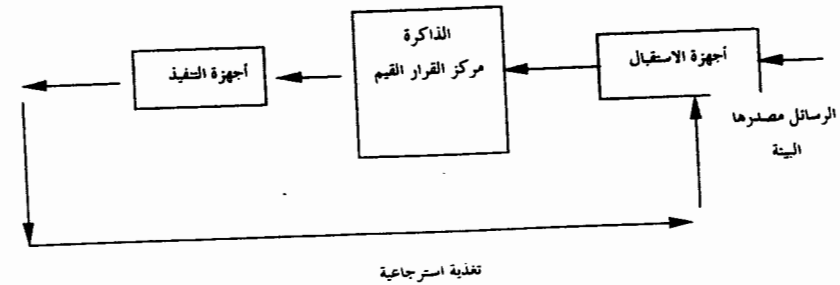 الرسائل مصدرها
البيئة
أجهزة الاستقبال
الذاكرة
مركز القرار القيم
أجهزة التنفيذ
تغذية استرجاعية